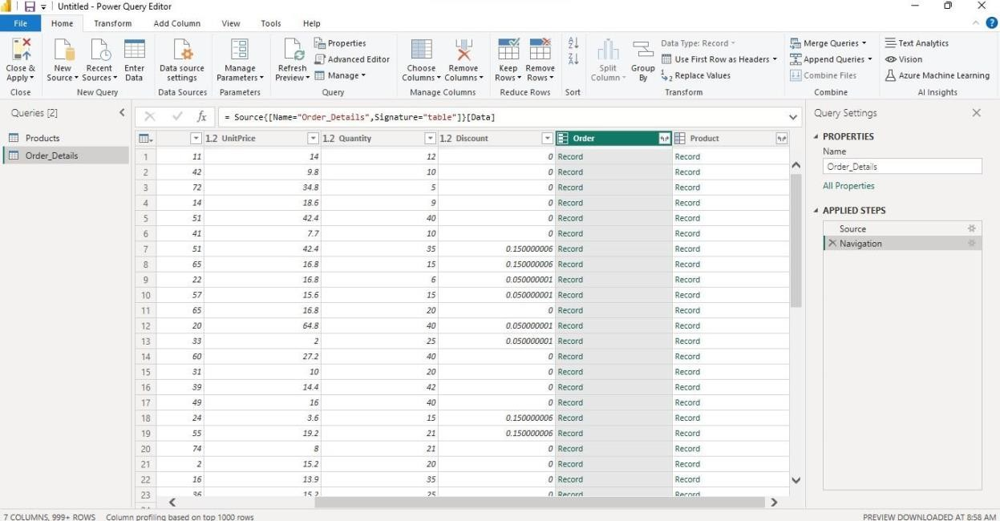 Untitled - Power Query Editor
File Home Transform Add Column View Tools Help
Close & Apply
New Source
Recent Sources
Enter Data
Data source settings
Manage Parameters
Refresh Preview
Properties
Advanced Editor
Manage
Choose Columns
Remove Columns
Keep Rows
Remove Rows
Split Column
Group By
Data Type: Record
Use First Row as Headers
Replace Values
Merge Queries
Append Queries
Combine Files
Text Analytics
Vision
Azure Machine Learning
Close New Query Data Sources Parameters Query Manage Columns Reduce Rows Sort Transform Combine AI Insights
Queries [2]
Products
Order_Details
fx = Source{[Name="Order_Details",Signature="table"]}[Data]
1.2 UnitPrice 1.2 Quantity 1.2 Discount Order Product
1 11 14 12 0 Record Record
2 42 9.8 10 0 Record Record
3 72 34.8 5 0 Record Record
4 14 18.6 9 0 Record Record
5 51 42.4 40 0 Record Record
6 41 7.7 10 0 Record Record
7 51 42.4 35 0.150000006 Record Record
8 65 16.8 15 0.150000006 Record Record
9 22 16.8 6 0.050000001 Record Record
10 57 15.6 15 0.050000001 Record Record
11 65 16.8 20 0 Record Record
12 20 64.8 40 0.050000001 Record Record
13 33 2 25 0.050000001 Record Record
14 60 27.2 40 0 Record Record
15 31 10 20 0 Record Record
16 39 14.4 42 0 Record Record
17 49 16 40 0 Record Record
18 24 3.6 15 0.150000006 Record Record
19 55 19.2 21 0.150000006 Record Record
20 74 8 21 0 Record Record
21 2 15.2 20 0 Record Record
22 16 13.9 35 0 Record Record
23 36 15.2 25 0 Record Record
Query Settings
PROPERTIES
Name
Order_Details
All Properties
APPLIED STEPS
Source
Navigation
7 COLUMNS, 999+ ROWS Column profiling based on top 1000 rows
PREVIEW DOWNLOADED AT 8:58 AM